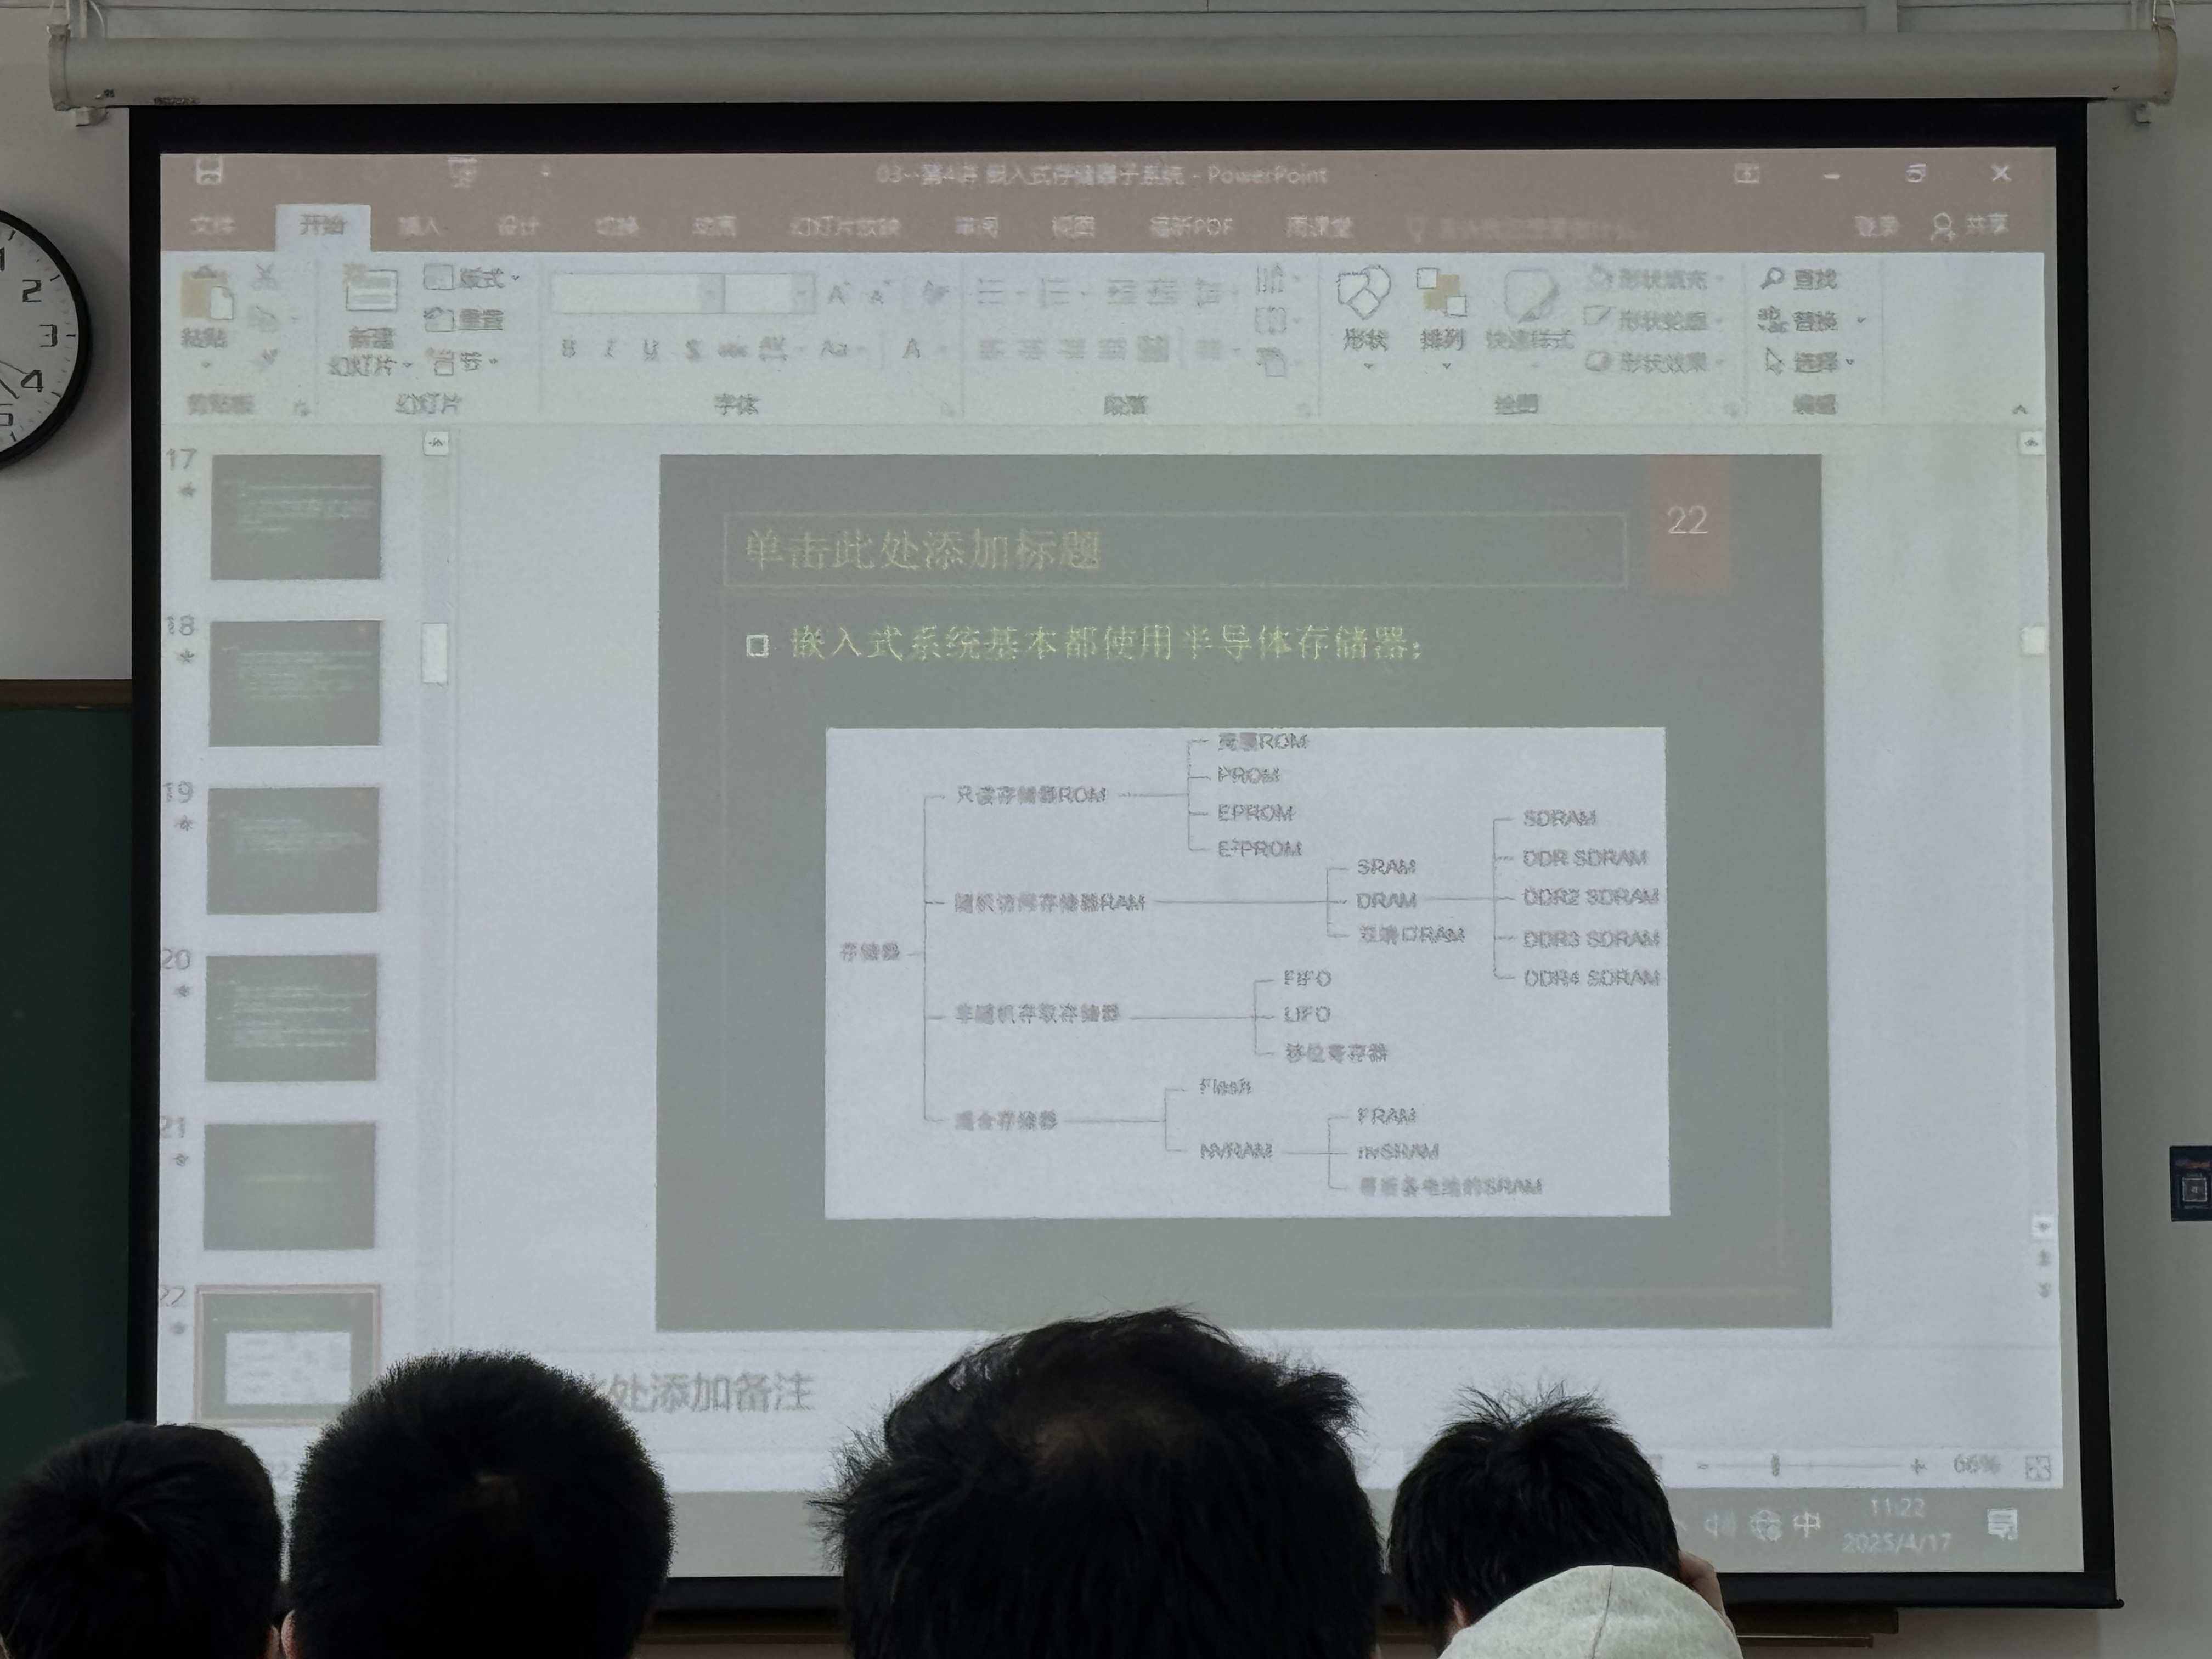 03--第4讲 嵌入式存储器子系统 - PowerPoint
文件 开始 插入 设计 切换 动画 幻灯片放映 审阅 视图 福昕PDF 雨课堂 登录 共享
粘贴 新建 幻灯片 版式 重置 节 形状 排列 快速样式 形状填充 形状轮廓 形状效果 查找 替换 选择
剪贴板 幻灯片 字体 段落 绘图 编辑
17
18
19
20
21
22
22
单击此处添加标题
嵌入式系统基本都使用半导体存储器;
存储器
只读存储器ROM
掩膜ROM
PROM
EPROM
E²PROM
随机访问存储器RAM
SRAM
DRAM
双端口RAM
SDRAM
DDR SDRAM
DDR2 SDRAM
DDR3 SDRAM
DDR4 SDRAM
非随机存取存储器
FIFO
LIFO
移位寄存器
混合存储器
Flash
NVRAM
FRAM
nvSRAM
带后备电池的SRAM
处添加备注
66%
中
11:22
2025/4/17
1
2
3
4
5